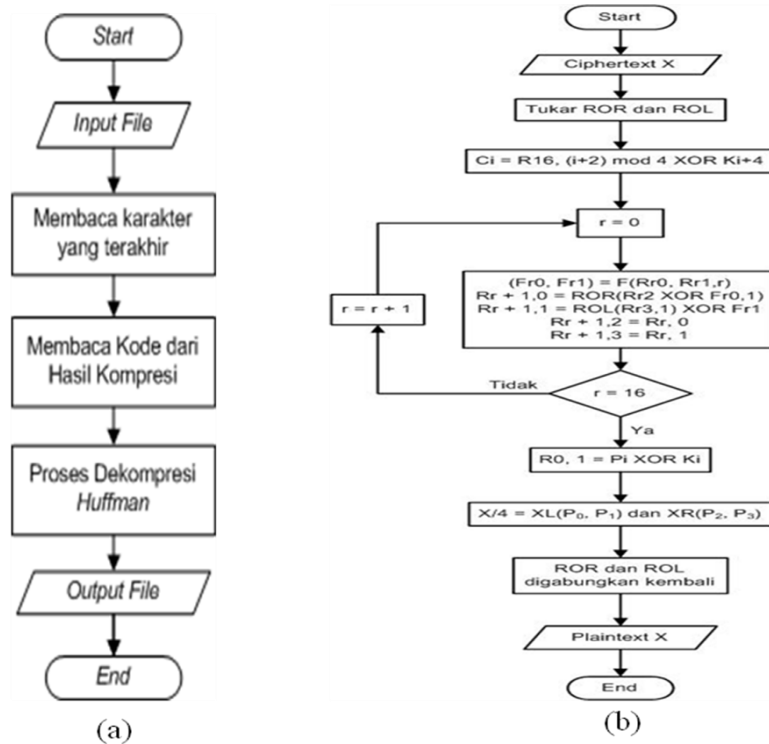 Start
Input File
Membaca karakter
yang terakhir
Membaca Kode dari
Hasil Kompresi
Proses Dekompresi
Huffman
Output File
End
(a)
Start
Ciphertext X
Tukar ROR dan ROL
Ci = R16, (i+2) mod 4 XOR Ki+4
r = 0
(Fr0, Fr1) = F(Rr0, Rr1,r)
Rr + 1,0 = ROR(Rr2 XOR Fr0,1)
Rr + 1,1 = ROL(Rr3,1) XOR Fr1
Rr + 1,2 = Rr, 0
Rr + 1,3 = Rr, 1
r = r + 1
Tidak
r = 16
Ya
R0, 1 = Pi XOR Ki
X/4 = XL(P₀, P₁) dan XR(P₂, P₃)
ROR dan ROL
digabungkan kembali
Plaintext X
End
(b)